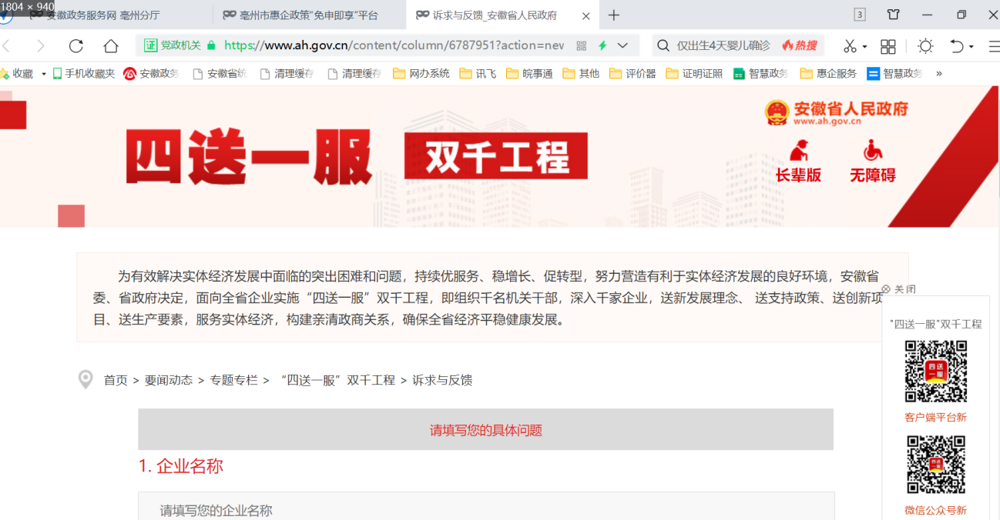 1804 × 940
安徽政务服务网 亳州分厅
亳州市惠企政策“免申即享”平台
诉求与反馈_安徽省人民政府
3
证 党政机关
https://www.ah.gov.cn/content/column/6787951?action=new
仅出生4天婴儿确诊
热搜
收藏
手机收藏夹
安徽政务
安徽省统
清理缓存
清理缓存
网办系统
讯飞
皖事通
其他
评价器
证明证照
智慧政务
惠企服务
智慧政务
»
四送一服
双千工程
安徽省人民政府
www.ah.gov.cn
长辈版
无障碍
为有效解决实体经济发展中面临的突出困难和问题，持续优服务、稳增长、促转型，努力营造有利于实体经济发展的良好环境，安徽省
委、省政府决定，面向全省企业实施“四送一服”双千工程，即组织千名机关干部，深入千家企业，送新发展理念、 送支持政策、送创新项
目、送生产要素，服务实体经济，构建亲清政商关系，确保全省经济平稳健康发展。
关闭
"四送一服"双千工程
四送
一服
客户端平台新
四送
一服
微信公众号新
首页 > 要闻动态 > 专题专栏 > “四送一服”双千工程 > 诉求与反馈
请填写您的具体问题
1. 企业名称
请填写您的企业名称